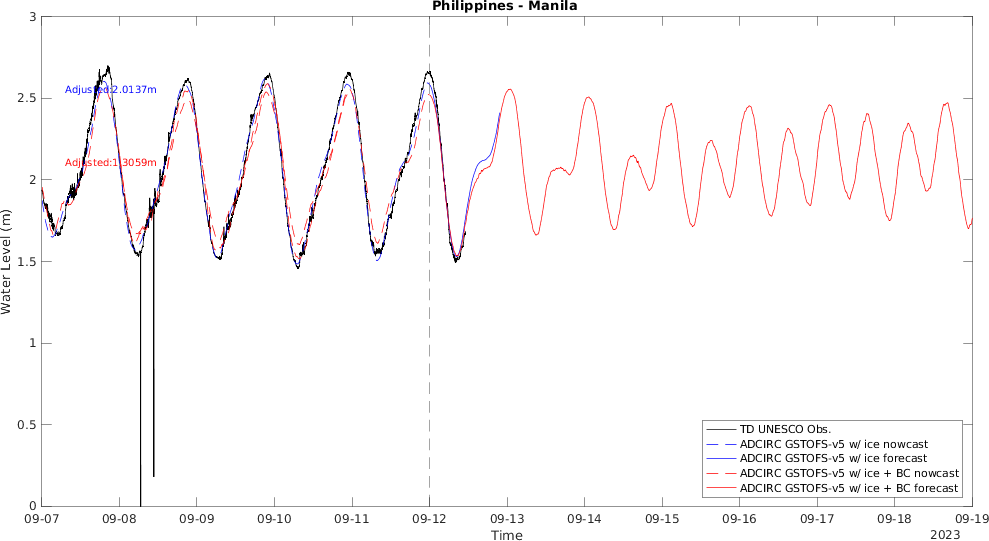 Philippines - Manila
3
2.5
2
1.5
1
0.5
0
Water Level (m)
Adjusted:2.0137m
Adjusted:1.3059m
TD UNESCO Obs.
ADCIRC GSTOFS-v5 w/ ice nowcast
ADCIRC GSTOFS-v5 w/ ice forecast
ADCIRC GSTOFS-v5 w/ ice + BC nowcast
ADCIRC GSTOFS-v5 w/ ice + BC forecast
09-07 09-08 09-09 09-10 09-11 09-12 09-13 09-14 09-15 09-16 09-17 09-18 09-19
Time
2023